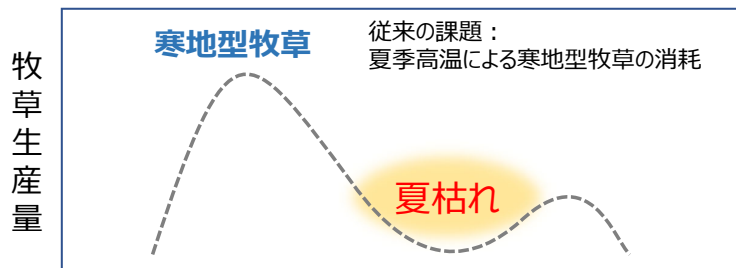 寒地型牧草
従来の課題：
夏季高温による寒地型牧草の消耗
牧草生産量
夏枯れ